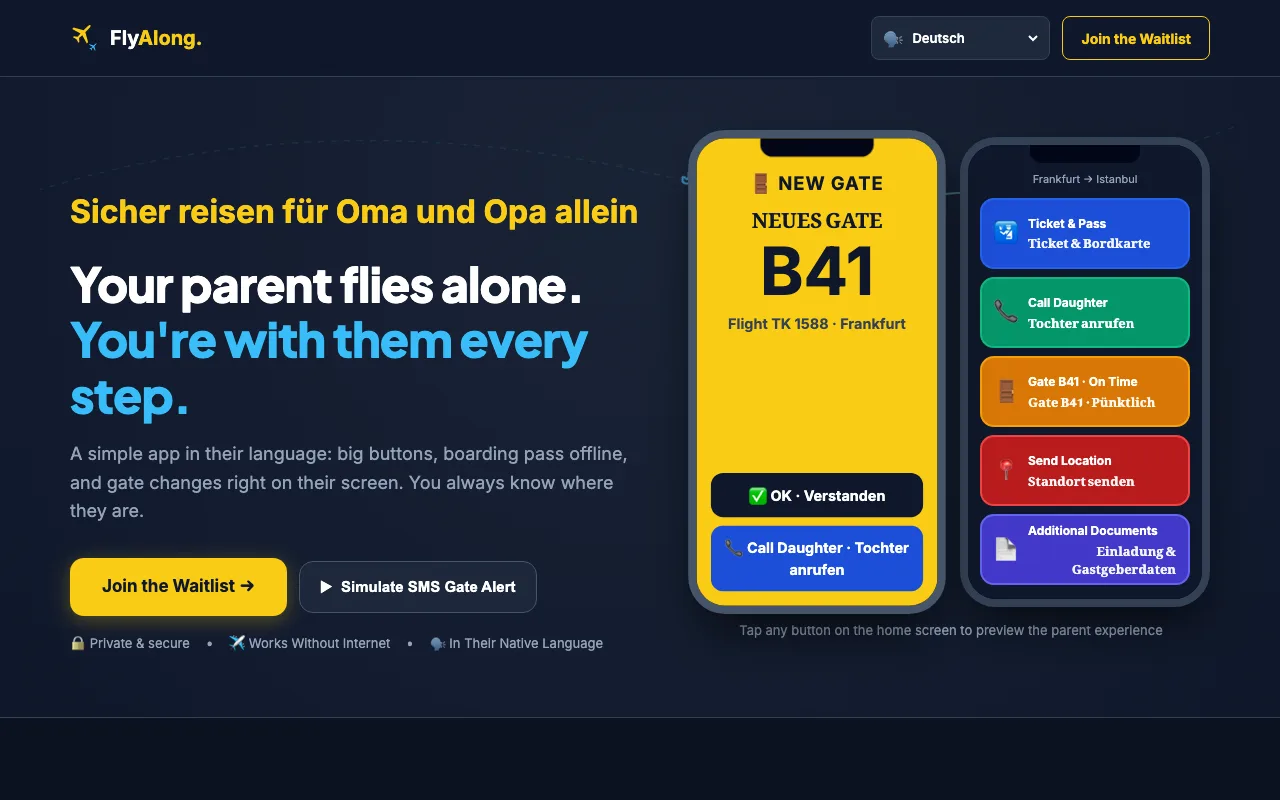 FlyAlong.
Deutsch
Join the Waitlist
Sicher reisen für Oma und Opa allein
Your parent flies alone.
You're with them every
step.
A simple app in their language: big buttons, boarding pass offline,
and gate changes right on their screen. You always know where
they are.
Join the Waitlist →
▶ Simulate SMS Gate Alert
🔒 Private & secure • ✈️ Works Without Internet • 🗣️ In Their Native Language
🚪 NEW GATE
NEUES GATE
B41
Flight TK 1588 · Frankfurt
✅ OK · Verstanden
📞 Call Daughter · Tochter
anrufen
Frankfurt → Istanbul
Ticket & Pass
Ticket & Bordkarte
Call Daughter
Tochter anrufen
Gate B41 · On Time
Gate B41 · Pünktlich
Send Location
Standort senden
Additional Documents
Einladung &
Gastgeberdaten
Tap any button on the home screen to preview the parent experience